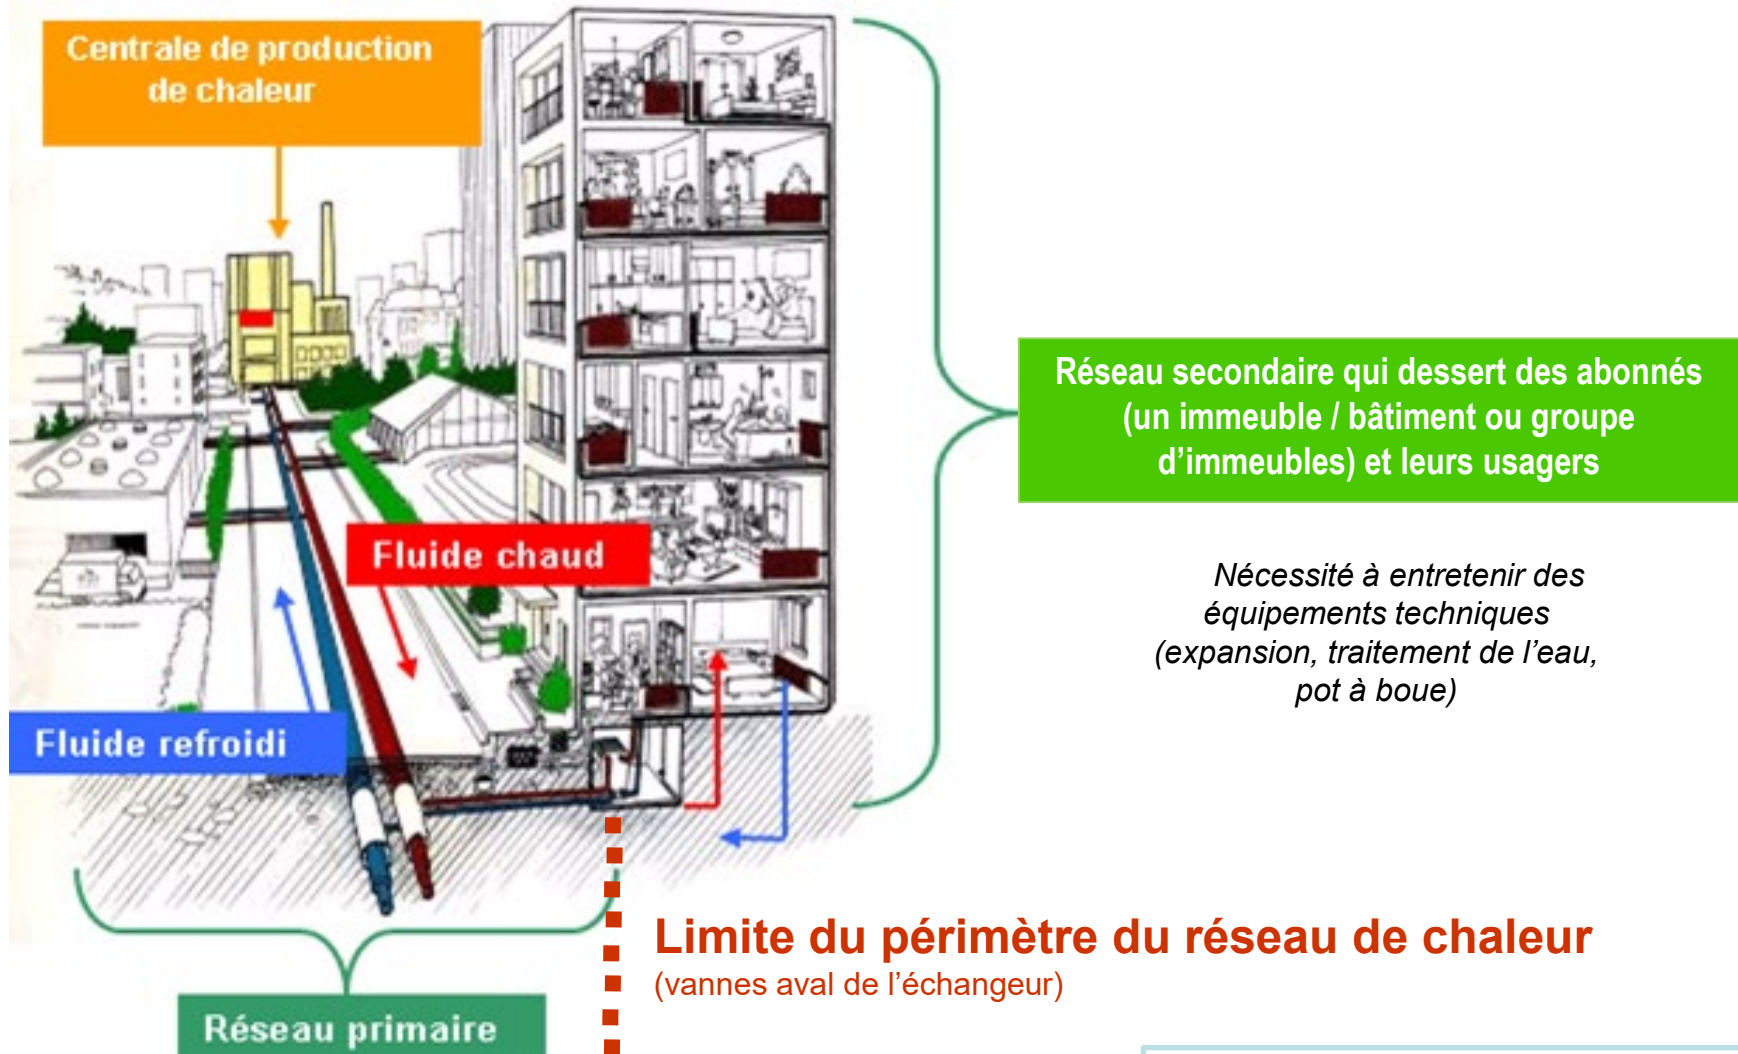 Centrale de production
de chaleur
Réseau secondaire qui dessert des abonnés
(un immeuble / bâtiment ou groupe
d’immeubles) et leurs usagers
Fluide chaud
Nécessité à entretenir des
équipements techniques
(expansion, traitement de l’eau,
pot à boue)
Fluide refroidi
Limite du périmètre du réseau de chaleur
(vannes aval de l’échangeur)
Réseau primaire